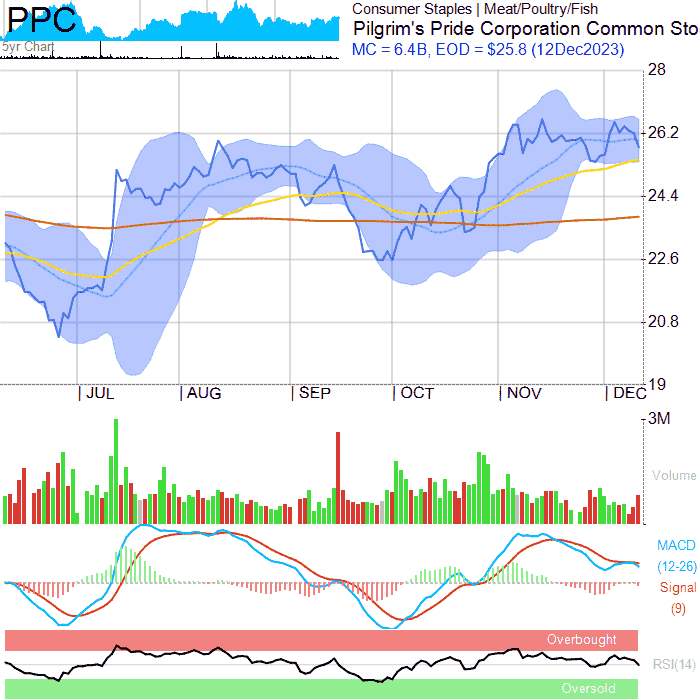 PPC
5yr Chart
Consumer Staples | Meat/Poultry/Fish
Pilgrim's Pride Corporation Common Sto
MC = 6.4B, EOD = $25.8 (12Dec2023)
28
26.2
24.4
22.6
20.8
19
JUL
AUG
SEP
OCT
NOV
DEC
3M
Volume
MACD
(12-26)
Signal
(9)
Overbought
RSI(14)
Oversold